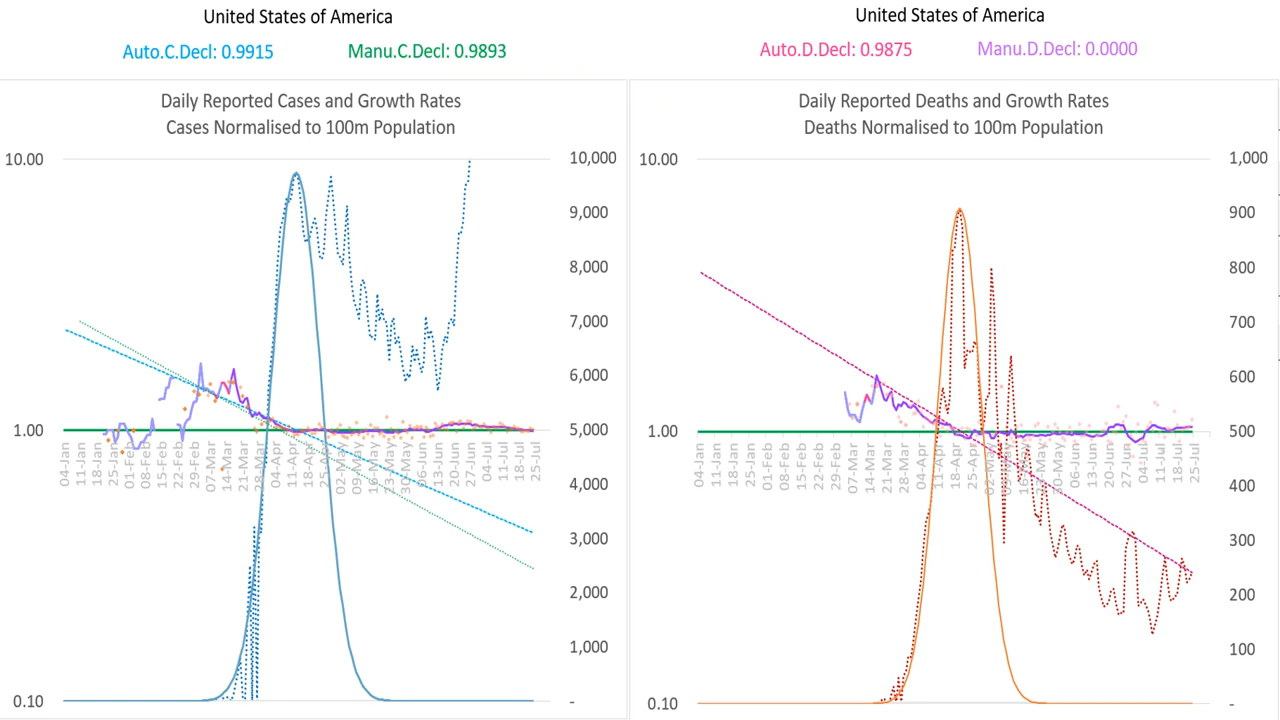 United States of America
Auto.C.Decl: 0.9915
Manu.C.Decl: 0.9893
Daily Reported Cases and Growth Rates
Cases Normalised to 100m Population
10.00
1.00
0.10
10,000
9,000
8,000
7,000
6,000
5,000
4,000
3,000
2,000
1,000
-
04-Jan
11-Jan
18-Jan
25-Jan
01-Feb
08-Feb
15-Feb
22-Feb
29-Feb
07-Mar
14-Mar
21-Mar
28-Mar
04-Apr
11-Apr
18-Apr
25-Apr
02-May
09-May
16-May
23-May
30-May
06-Jun
13-Jun
20-Jun
27-Jun
04-Jul
11-Jul
18-Jul
25-Jul
United States of America
Auto.D.Decl: 0.9875
Manu.D.Decl: 0.0000
Daily Reported Deaths and Growth Rates
Deaths Normalised to 100m Population
10.00
1.00
0.10
1,000
900
800
700
600
500
400
300
200
100
-
04-Jan
11-Jan
18-Jan
25-Jan
01-Feb
08-Feb
15-Feb
22-Feb
29-Feb
07-Mar
14-Mar
21-Mar
28-Mar
04-Apr
11-Apr
18-Apr
25-Apr
02-May
09-May
16-May
23-May
30-May
06-Jun
13-Jun
20-Jun
27-Jun
04-Jul
11-Jul
18-Jul
25-Jul